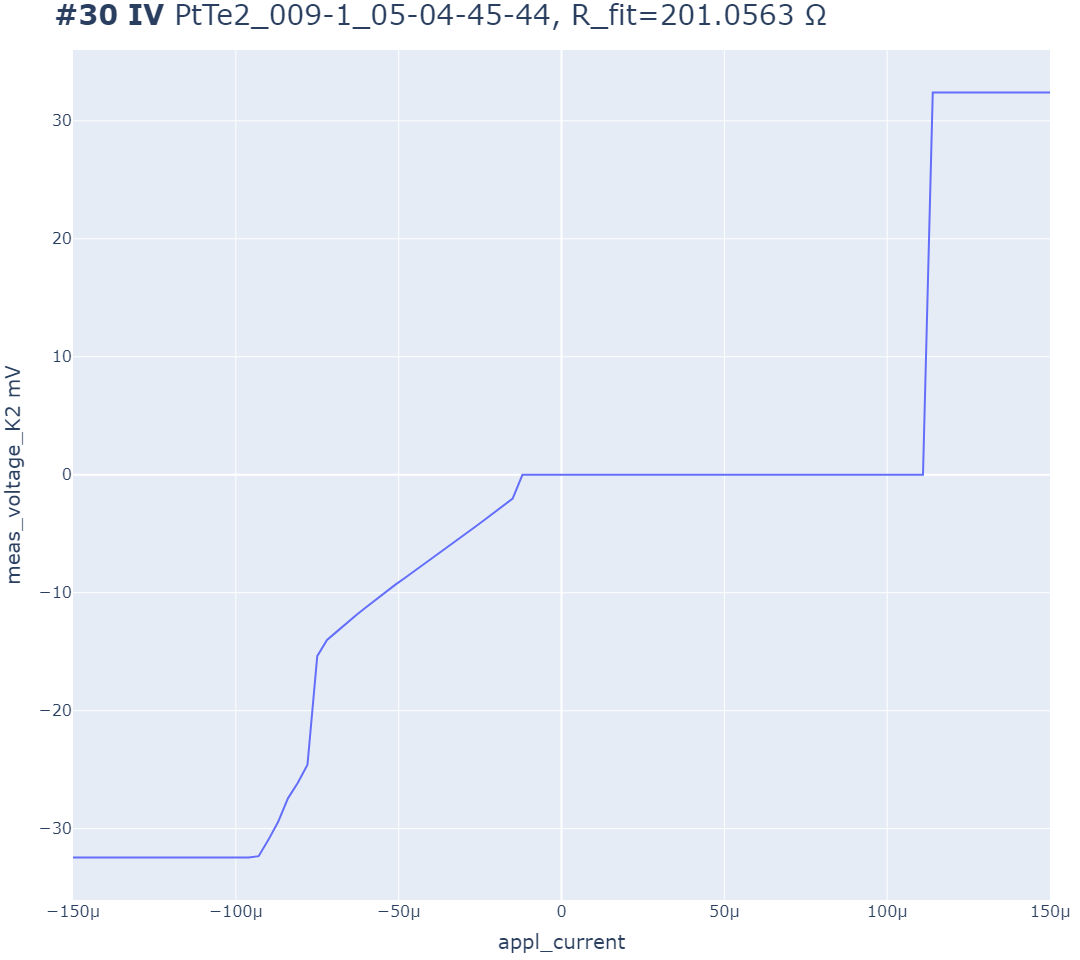 #30 IV PtTe2_009-1_05-04-45-44, R_fit=201.0563 Ω
meas_voltage_K2 mV
30
20
10
0
−10
−20
−30
−150μ
−100μ
−50μ
0
50μ
100μ
150μ
appl_current